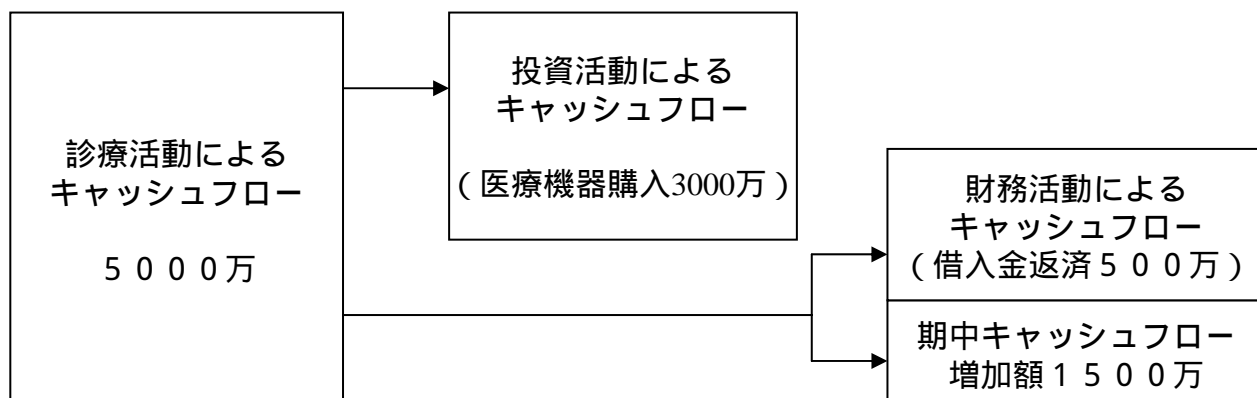 診療活動による
キャッシュフロー
５０００万
投資活動による
キャッシュフロー
（医療機器購入3000万）
財務活動による
キャッシュフロー
（借入金返済５００万）
期中キャッシュフロー
増加額１５００万